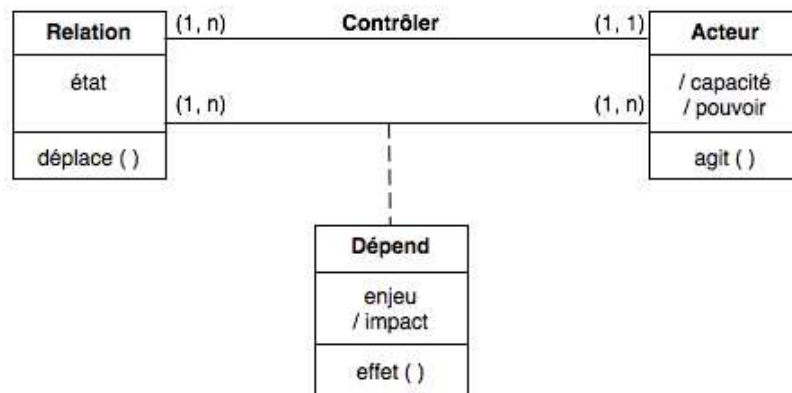 Relation
(1, n)
Contrôler
(1, 1)
Acteur
état
/ capacité
/ pouvoir
(1, n)
(1, n)
déplace ( )
agit ( )
Dépend
enjeu
/ impact
effet ( )